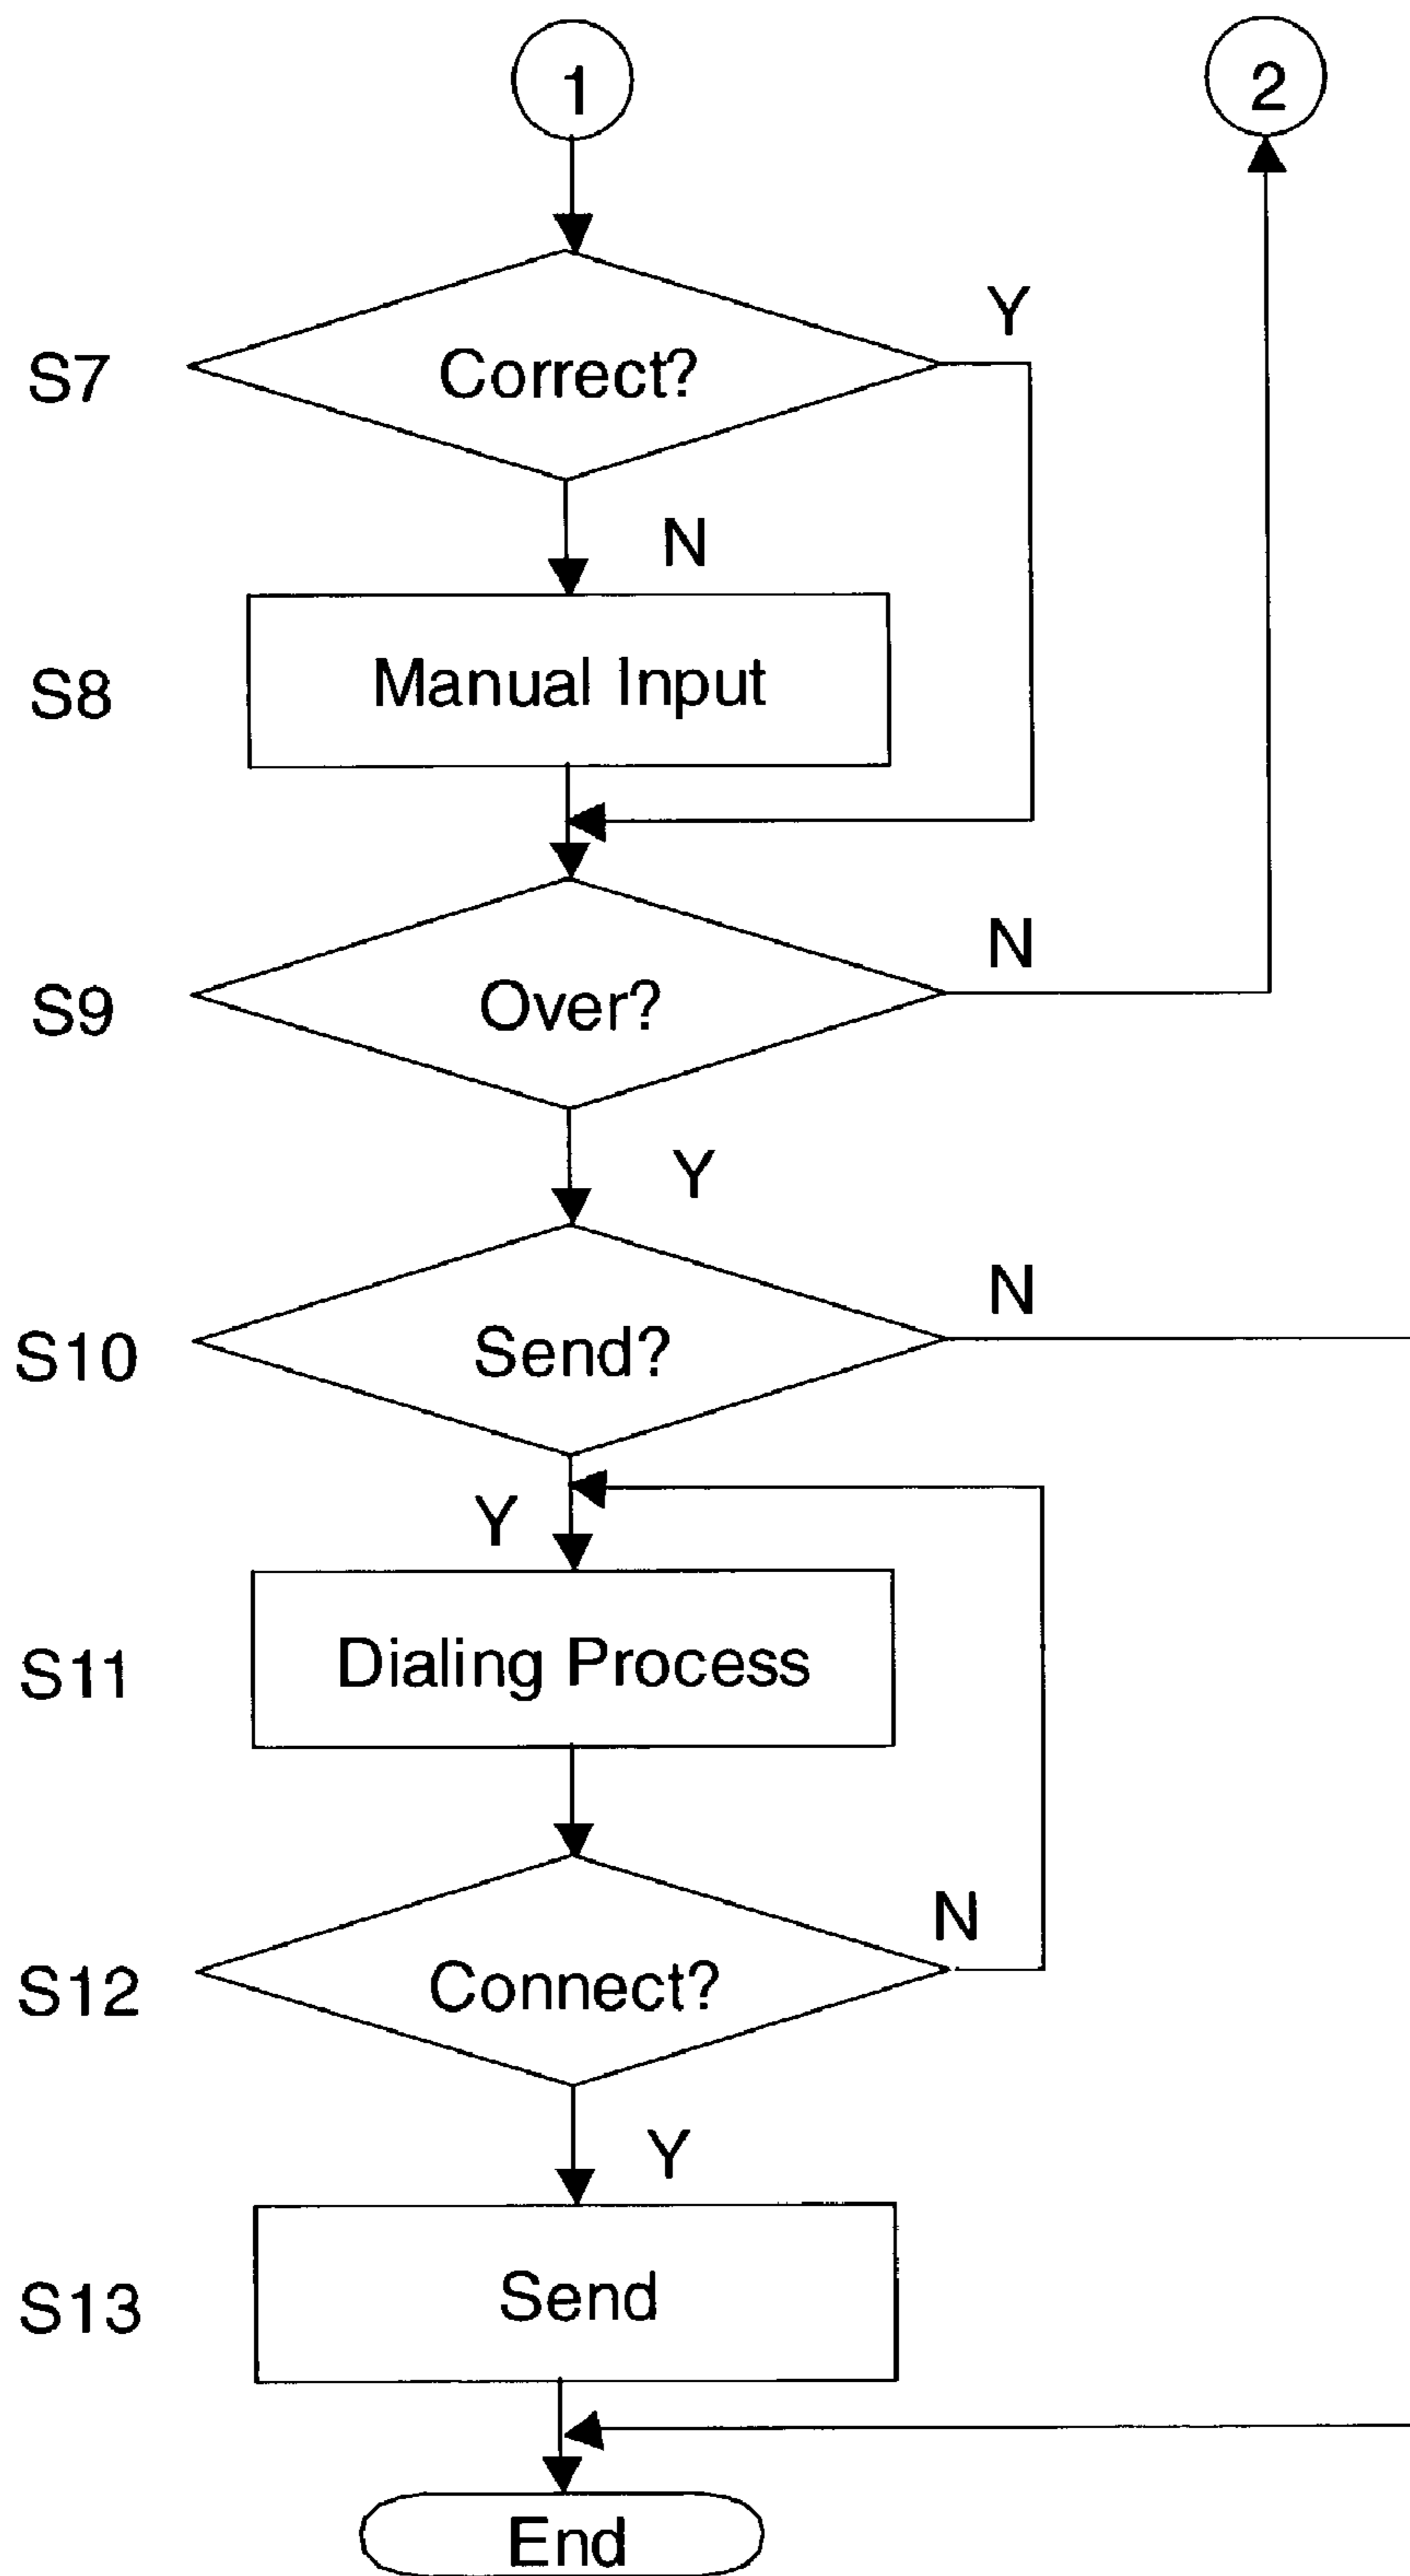 1
2
Y
S7
Correct?
N
S8
Manual Input
N
S9
Over?
Y
N
S10
Send?
Y
S11
Dialing Process
N
S12
Connect?
Y
S13
Send
End